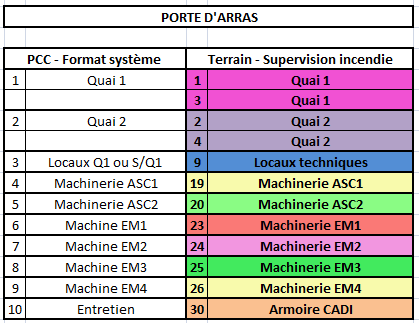 PORTE D'ARRAS
PCC - Format système Terrain - Supervision incendie
1 Quai 1 1 Quai 1
3 Quai 1
2 Quai 2 2 Quai 2
4 Quai 2
3 Locaux Q1 ou S/Q1 9 Locaux techniques
4 Machinerie ASC1 19 Machinerie ASC1
5 Machinerie ASC2 20 Machinerie ASC2
6 Machine EM1 23 Machinerie EM1
7 Machine EM2 24 Machinerie EM2
8 Machine EM3 25 Machinerie EM3
9 Machine EM4 26 Machinerie EM4
10 Entretien 30 Armoire CADI